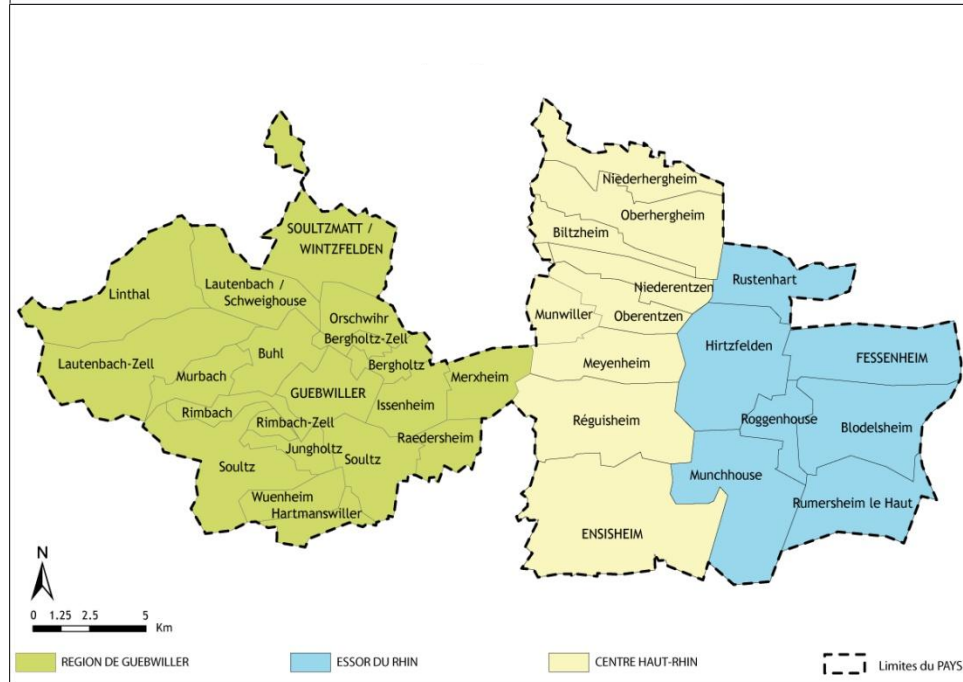 Niederhergheim
Oberhergheim
SOULTZMATT /
WINTZFELDEN
Biltzheim
Rustenhart
Lautenbach /
Schweighouse
Niederentzen
Linthal
Orschwihr
Munwiller
Oberentzen
Bergholtz-Zell
Hirtzfelden
Buhl
Lautenbach-Zell
Bergholtz
Meyenheim
FESSENHEIM
Murbach
Merxheim
GUEBWILLER
Issenheim
Rimbach
Rimbach-Zell
Réguisheim
Roggenhouse
Blodelsheim
Raedersheim
Jungholtz
Soultz
Soultz
Munchhouse
Wuenheim
Rumersheim le Haut
Hartmanswiller
ENSISHEIM
N
0 1.25 2.5 5
Km
REGION DE GUEBWILLER
ESSOR DU RHIN
CENTRE HAUT-RHIN
Limites du PAYS